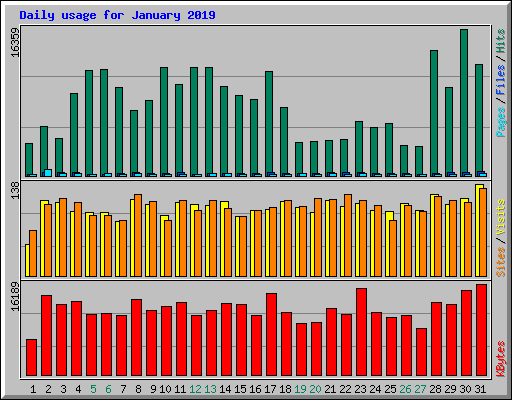 Daily usage for January 2019
16359
Pages/Files/Hits
138
Sites/Visits
16189
KBytes
1 2 3 4 5 6 7 8 9 10 11 12 13 14 15 16 17 18 19 20 21 22 23 24 25 26 27 28 29 30 31